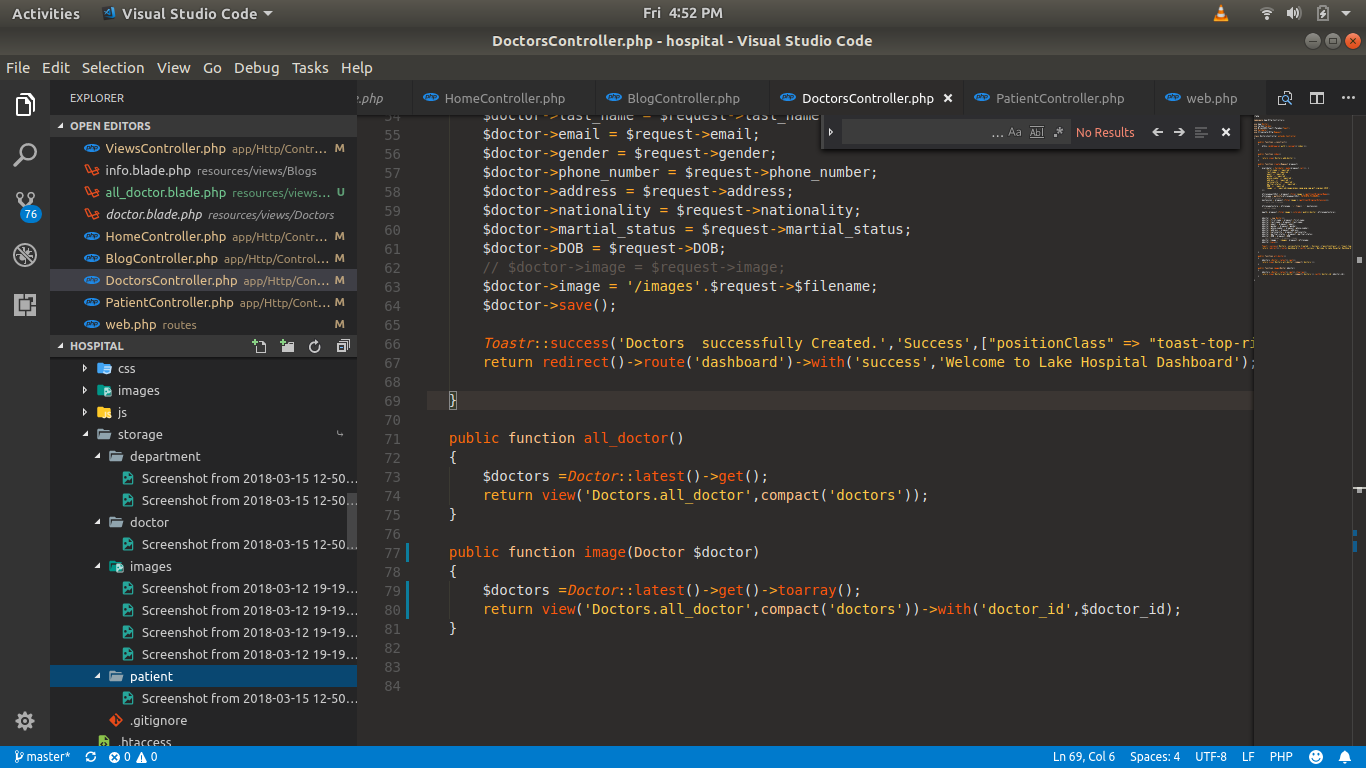 Activities Visual Studio Code Fri 4:52 PM
DoctorsController.php - hospital - Visual Studio Code
File Edit Selection View Go Debug Tasks Help
EXPLORER
OPEN EDITORS
ViewsController.php app/Http/Contr... M
info.blade.php resources/views/Blogs
all_doctor.blade.php resources/views... U
doctor.blade.php resources/views/Doctors
HomeController.php app/Http/Contr... M
BlogController.php app/Http/Control... M
DoctorsController.php app/Http/Con... M
PatientController.php app/Http/Cont... M
web.php routes M
76
HOSPITAL
css
images
js
storage
department
Screenshot from 2018-03-15 12-50...
Screenshot from 2018-03-15 12-50...
doctor
Screenshot from 2018-03-15 12-50...
images
Screenshot from 2018-03-12 19-19...
Screenshot from 2018-03-12 19-19...
Screenshot from 2018-03-12 19-19...
Screenshot from 2018-03-12 19-19...
patient
Screenshot from 2018-03-15 12-50...
.gitignore
.htaccess
.php HomeController.php BlogController.php DoctorsController.php PatientController.php web.php
... Aa Abl .* No Results
54 $doctor->last_name = $request->last_name
55 $doctor->email = $request->email;
56 $doctor->gender = $request->gender;
57 $doctor->phone_number = $request->phone_number;
58 $doctor->address = $request->address;
59 $doctor->nationality = $request->nationality;
60 $doctor->martial_status = $request->martial_status;
61 $doctor->DOB = $request->DOB;
62 // $doctor->image = $request->image;
63 $doctor->image = '/images'.$request->$filename;
64 $doctor->save();
65
66 Toastr::success('Doctors  successfully Created.','Success',["positionClass" => "toast-top-ri
67 return redirect()->route('dashboard')->with('success','Welcome to Lake Hospital Dashboard');
68
69 }
70
71 public function all_doctor()
72 {
73 $doctors =Doctor::latest()->get();
74 return view('Doctors.all_doctor',compact('doctors'));
75 }
76
77 public function image(Doctor $doctor)
78 {
79 $doctors =Doctor::latest()->get()->toarray();
80 return view('Doctors.all_doctor',compact('doctors'))->with('doctor_id',$doctor_id);
81 }
82
83
84
master* 0 0 Ln 69, Col 6 Spaces: 4 UTF-8 LF PHP